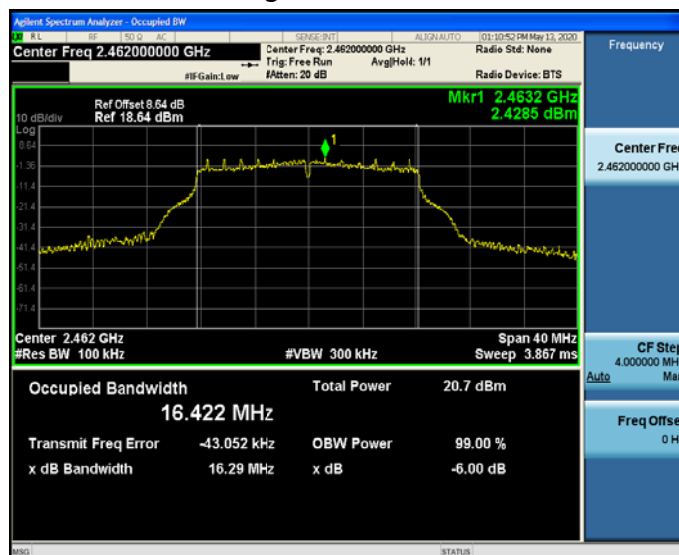 Agilent Spectrum Analyzer - Occupied BW
RL RF 50 Ω AC SENSE:INT ALIGN AUTO 01:10:52 PM May 13, 2020
Center Freq 2.462000000 GHz Center Freq: 2.462000000 GHz Radio Std: None Frequency
Trig: Free Run Avg|Hold: 1/1
#IFGain:Low #Atten: 20 dB Radio Device: BTS
Ref Offset 8.64 dB Mkr1 2.4632 GHz
10 dB/div Ref 18.64 dBm 2.4285 dBm
Log
8.64
1
-1.36
-11.4
-21.4
-31.4
-41.4
-51.4
-61.4
-71.4
Center Fre
2.462000000 GH
Center 2.462 GHz Span 40 MHz
#Res BW 100 kHz #VBW 300 kHz Sweep 3.867 ms
CF Step
4.000000 MH
Auto Ma
Occupied Bandwidth Total Power 20.7 dBm
16.422 MHz
Freq Offse
0 H
Transmit Freq Error -43.052 kHz OBW Power 99.00 %
x dB Bandwidth 16.29 MHz x dB -6.00 dB
MSG STATUS